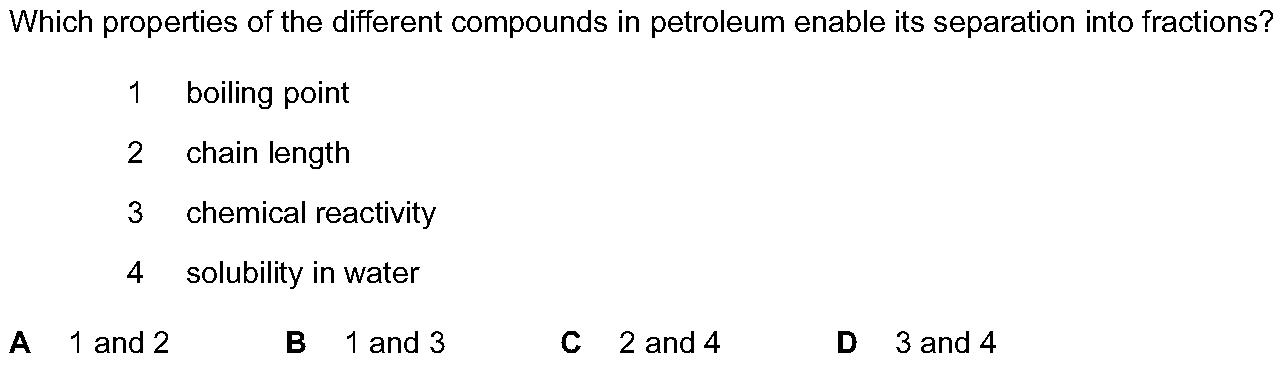 Which properties of the different compounds in petroleum enable its separation into fractions?
1 boiling point
2 chain length
3 chemical reactivity
4 solubility in water
A 1 and 2 B 1 and 3 C 2 and 4 D 3 and 4